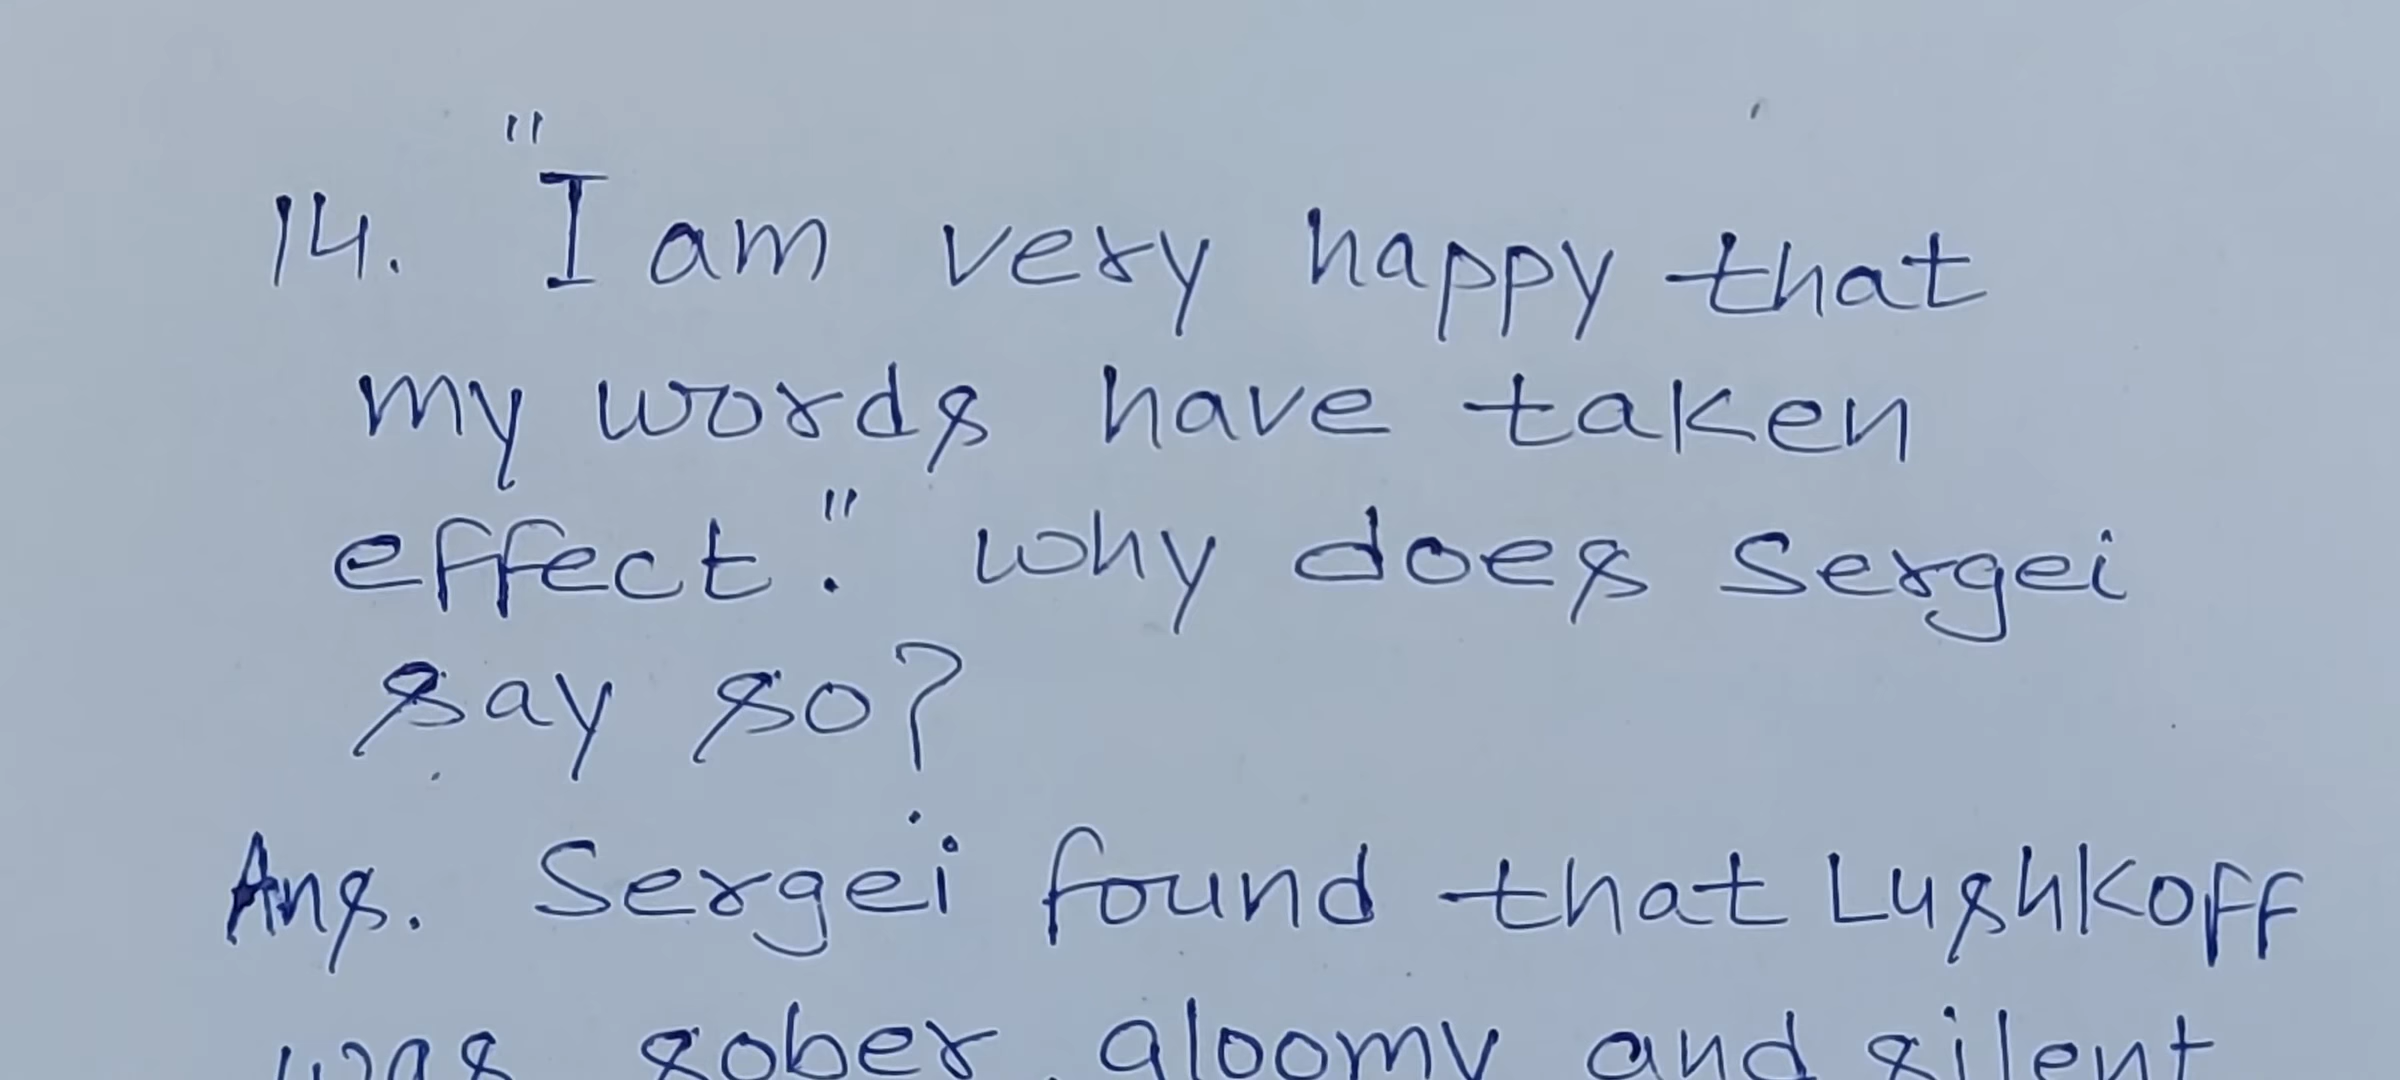 14. "I am very happy that
my words have taken
effect." why does Sergei
say so?
Ans. Sergei found that Lushkoff
was sober, gloomy and silent